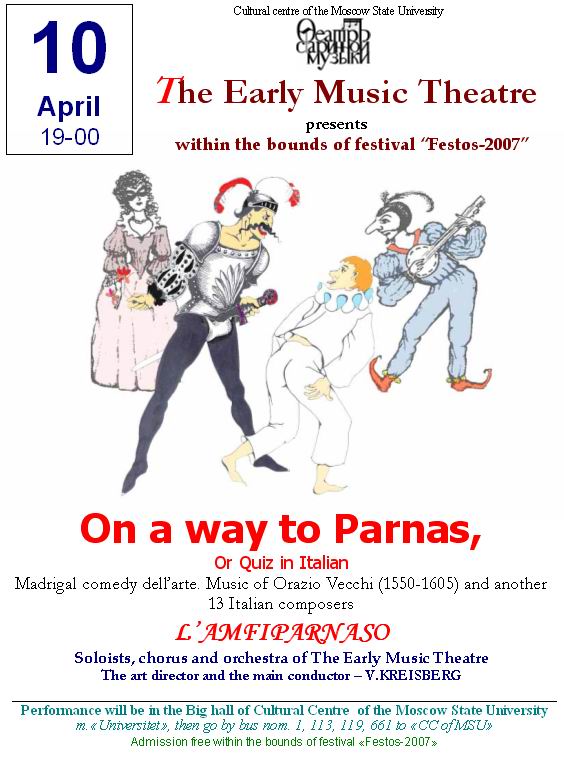 Cultural centre of the Moscow State University
10
April
19-00
Театръ
старинной
музыки
The Early Music Theatre
presents
within the bounds of festival “Festos-2007”
On a way to Parnas,
Or Quiz in Italian
Madrigal comedy dell’arte. Music of Orazio Vecchi (1550-1605) and another
13 Italian composers
L’AMFIPARNASO
Soloists, chorus and orchestra of The Early Music Theatre
The art director and the main conductor – V.KREISBERG
Performance will be in the Big hall of Cultural Centre of the Moscow State University
m. «Universitet», then go by bus nom. 1, 113, 119, 661 to «CC of MSU»
Admission free within the bounds of festival «Festos-2007»